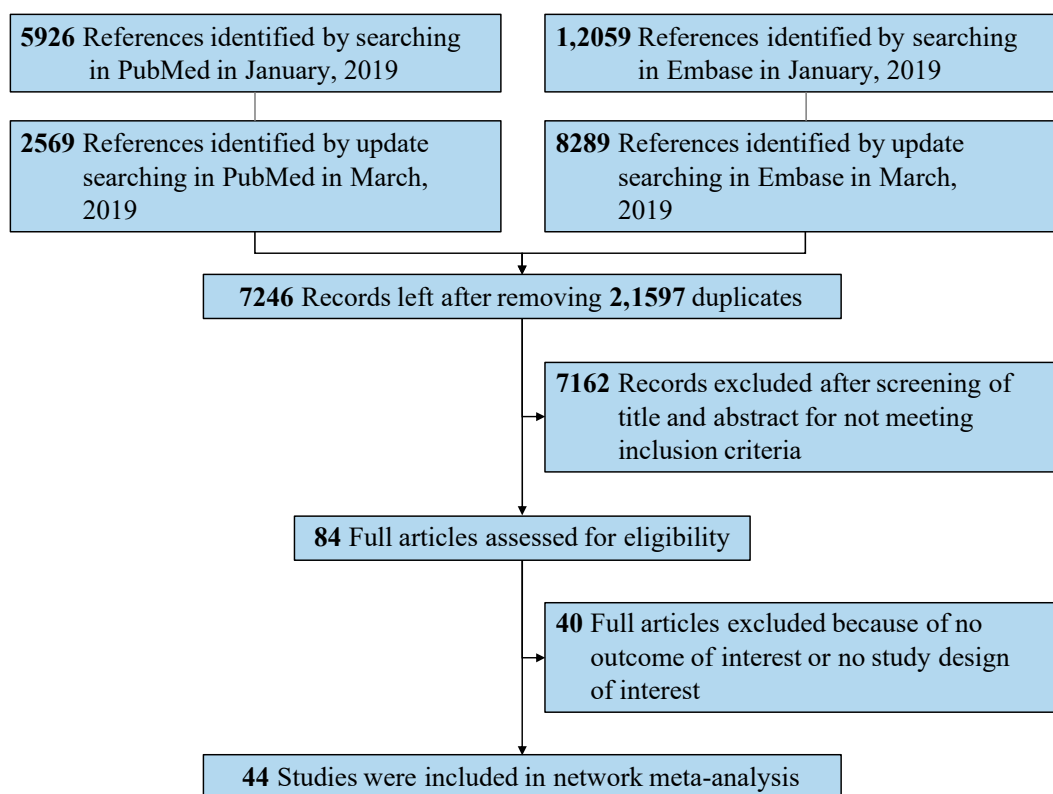 5926 References identified by searching
in PubMed in January, 2019
1,2059 References identified by searching
in Embase in January, 2019
2569 References identified by update
searching in PubMed in March,
2019
8289 References identified by update
searching in Embase in March,
2019
7246 Records left after removing 2,1597 duplicates
7162 Records excluded after screening of
title and abstract for not meeting
inclusion criteria
84 Full articles assessed for eligibility
40 Full articles excluded because of no
outcome of interest or no study design
of interest
44 Studies were included in network meta-analysis